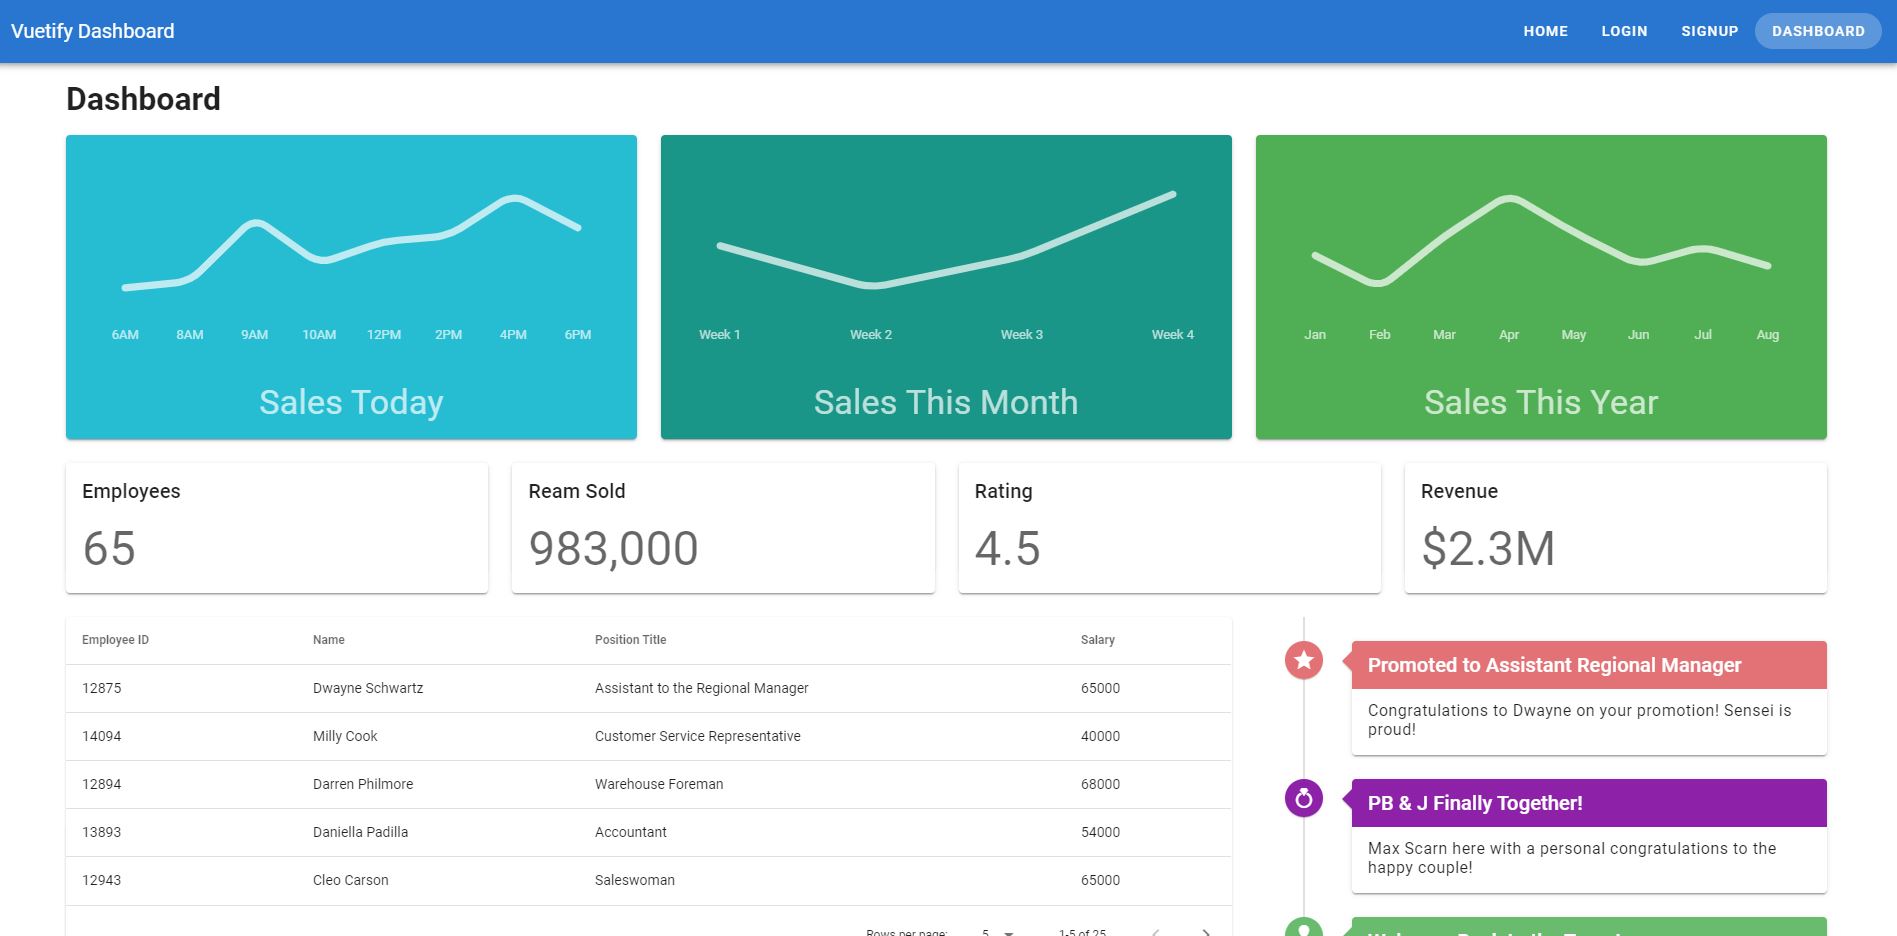 Vuetify Dashboard
HOME LOGIN SIGNUP DASHBOARD
Dashboard
6AM 8AM 9AM 10AM 12PM 2PM 4PM 6PM
Sales Today
Week 1 Week 2 Week 3 Week 4
Sales This Month
Jan Feb Mar Apr May Jun Jul Aug
Sales This Year
Employees
65
Ream Sold
983,000
Rating
4.5
Revenue
$2.3M
Employee ID Name Position Title Salary
12875 Dwayne Schwartz Assistant to the Regional Manager 65000
14094 Milly Cook Customer Service Representative 40000
12894 Darren Philmore Warehouse Foreman 68000
13893 Daniella Padilla Accountant 54000
12943 Cleo Carson Saleswoman 65000
Rows per page: 5 1-5 of 25
Promoted to Assistant Regional Manager
Congratulations to Dwayne on your promotion! Sensei is
proud!
PB & J Finally Together!
Max Scarn here with a personal congratulations to the
happy couple!